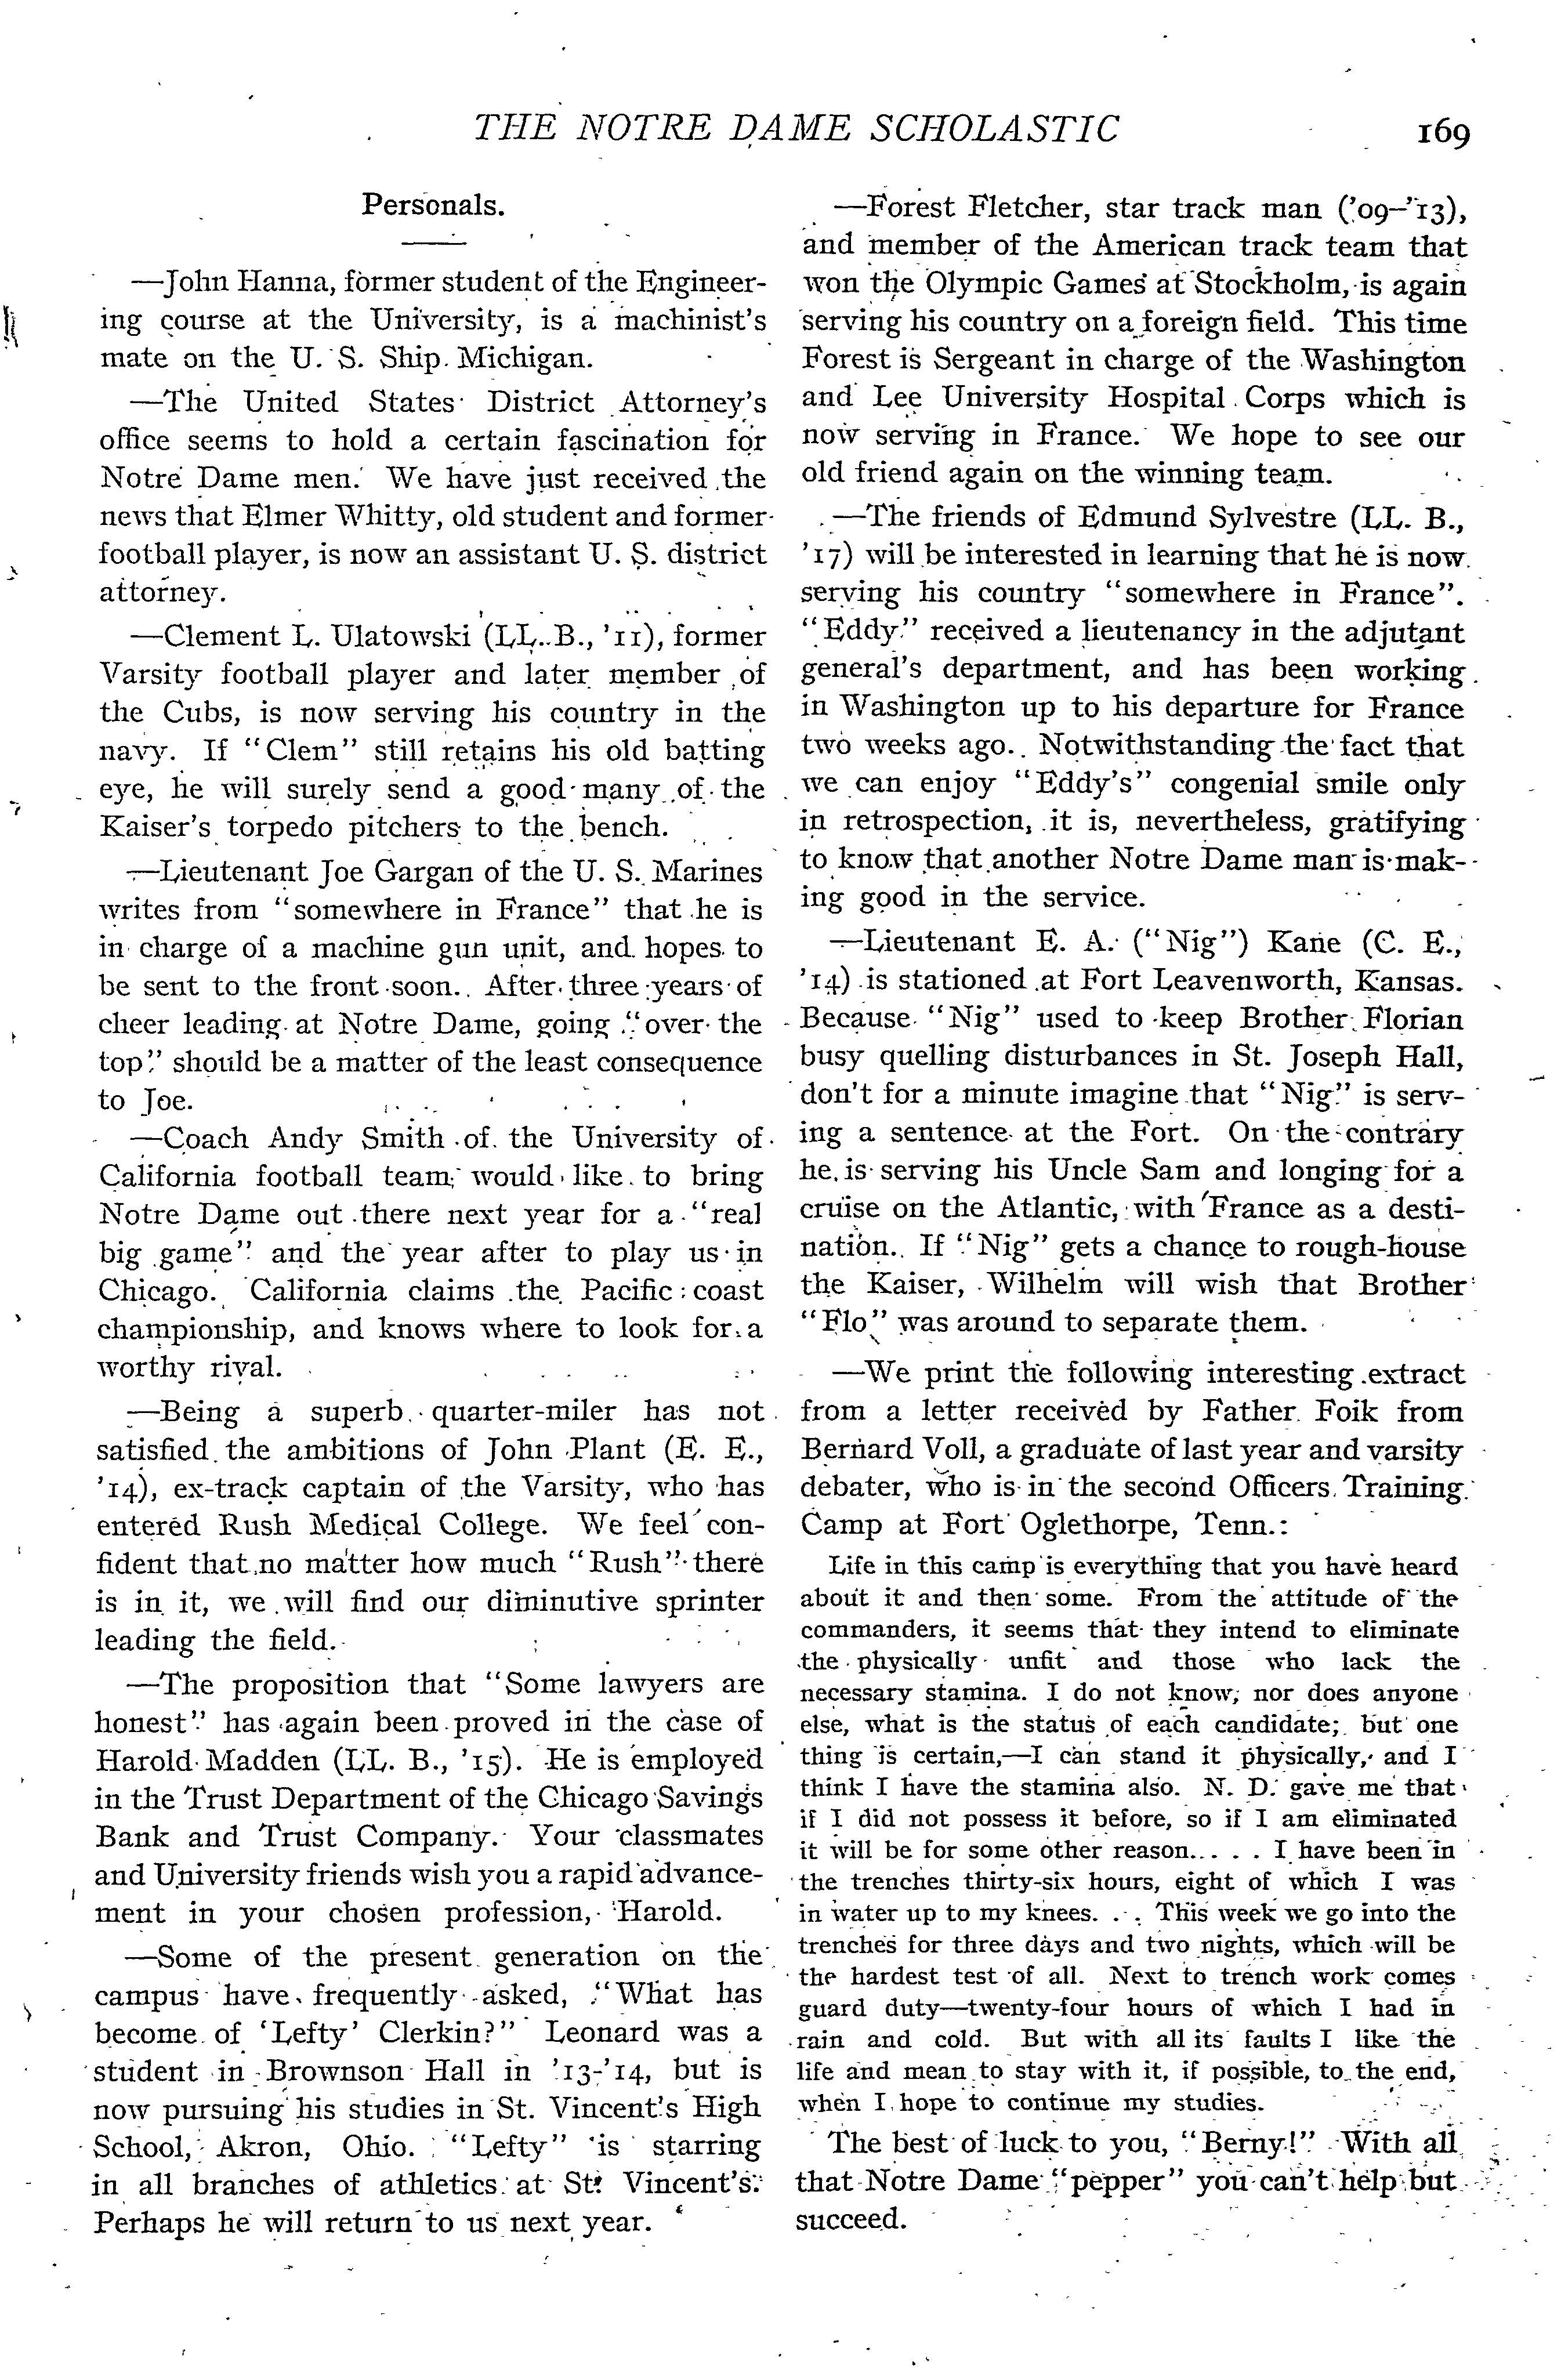 THE NOTRE DAME SCHOLASTIC 169
Personals.
—John Hanna, former student of the Engineer-
ing course at the University, is a machinist's
mate on the U. S. Ship Michigan.
—The United States District Attorney's
office seems to hold a certain fascination for
Notre Dame men. We have just received the
news that Elmer Whitty, old student and former
football player, is now an assistant U. S. district
attorney.
—Clement L. Ulatowski (LL. B., '11), former
Varsity football player and later member of
the Cubs, is now serving his country in the
navy. If "Clem" still retains his old batting
eye, he will surely send a good many of the
Kaiser's torpedo pitchers to the bench.
—Lieutenant Joe Gargan of the U. S. Marines
writes from "somewhere in France" that he is
in charge of a machine gun unit, and hopes to
be sent to the front soon. After three years of
cheer leading at Notre Dame, going "over the
top" should be a matter of the least consequence
to Joe.
—Coach Andy Smith of the University of
California football team, would like to bring
Notre Dame out there next year for a "real
big game" and the year after to play us in
Chicago. California claims the Pacific coast
championship, and knows where to look for a
worthy rival.
—Being a superb quarter-miler has not
satisfied the ambitions of John Plant (E. E.,
'14), ex-track captain of the Varsity, who has
entered Rush Medical College. We feel con-
fident that no matter how much "Rush" there
is in it, we will find our diminutive sprinter
leading the field.
—The proposition that "Some lawyers are
honest" has again been proved in the case of
Harold Madden (LL. B., '15). He is employed
in the Trust Department of the Chicago Savings
Bank and Trust Company. Your classmates
and University friends wish you a rapid advance-
ment in your chosen profession, Harold.
—Some of the present generation on the
campus have frequently asked, "What has
become of 'Lefty' Clerkin?" Leonard was a
student in Brownson Hall in '13-'14, but is
now pursuing his studies in St. Vincent's High
School, Akron, Ohio. "Lefty" is starring
in all branches of athletics at St. Vincent's.
Perhaps he will return to us next year.
—Forest Fletcher, star track man ('09–'13),
and member of the American track team that
won the Olympic Games at Stockholm, is again
serving his country on a foreign field. This time
Forest is Sergeant in charge of the Washington
and Lee University Hospital Corps which is
now serving in France. We hope to see our
old friend again on the winning team.
—The friends of Edmund Sylvestre (LL. B.,
'17) will be interested in learning that he is now
serving his country "somewhere in France".
"Eddy" received a lieutenancy in the adjutant
general's department, and has been working
in Washington up to his departure for France
two weeks ago. Notwithstanding the fact that
we can enjoy "Eddy's" congenial smile only
in retrospection, it is, nevertheless, gratifying
to know that another Notre Dame man is mak-
ing good in the service.
—Lieutenant E. A. ("Nig") Kane (C. E.,
'14) is stationed at Fort Leavenworth, Kansas.
Because "Nig" used to keep Brother Florian
busy quelling disturbances in St. Joseph Hall,
don't for a minute imagine that "Nig" is serv-
ing a sentence at the Fort. On the contrary
he is serving his Uncle Sam and longing for a
cruise on the Atlantic, with France as a desti-
nation. If "Nig" gets a chance to rough-house
the Kaiser, Wilhelm will wish that Brother
"Flo" was around to separate them.
—We print the following interesting extract
from a letter received by Father Foik from
Bernard Voll, a graduate of last year and varsity
debater, who is in the second Officers Training
Camp at Fort Oglethorpe, Tenn.:
Life in this camp is everything that you have heard
about it and then some. From the attitude of the
commanders, it seems that they intend to eliminate
the physically unfit and those who lack the
necessary stamina. I do not know, nor does anyone
else, what is the status of each candidate; but one
thing is certain,—I can stand it physically, and I
think I have the stamina also. N. D. gave me that
if I did not possess it before, so if I am eliminated
it will be for some other reason.. . . . I have been in
the trenches thirty-six hours, eight of which I was
in water up to my knees. . . . This week we go into the
trenches for three days and two nights, which will be
the hardest test of all. Next to trench work comes
guard duty—twenty-four hours of which I had in
rain and cold. But with all its faults I like the
life and mean to stay with it, if possible, to the end,
when I hope to continue my studies.
The best of luck to you, "Berny!" With all
that Notre Dame "pepper" you can't help but
succeed.